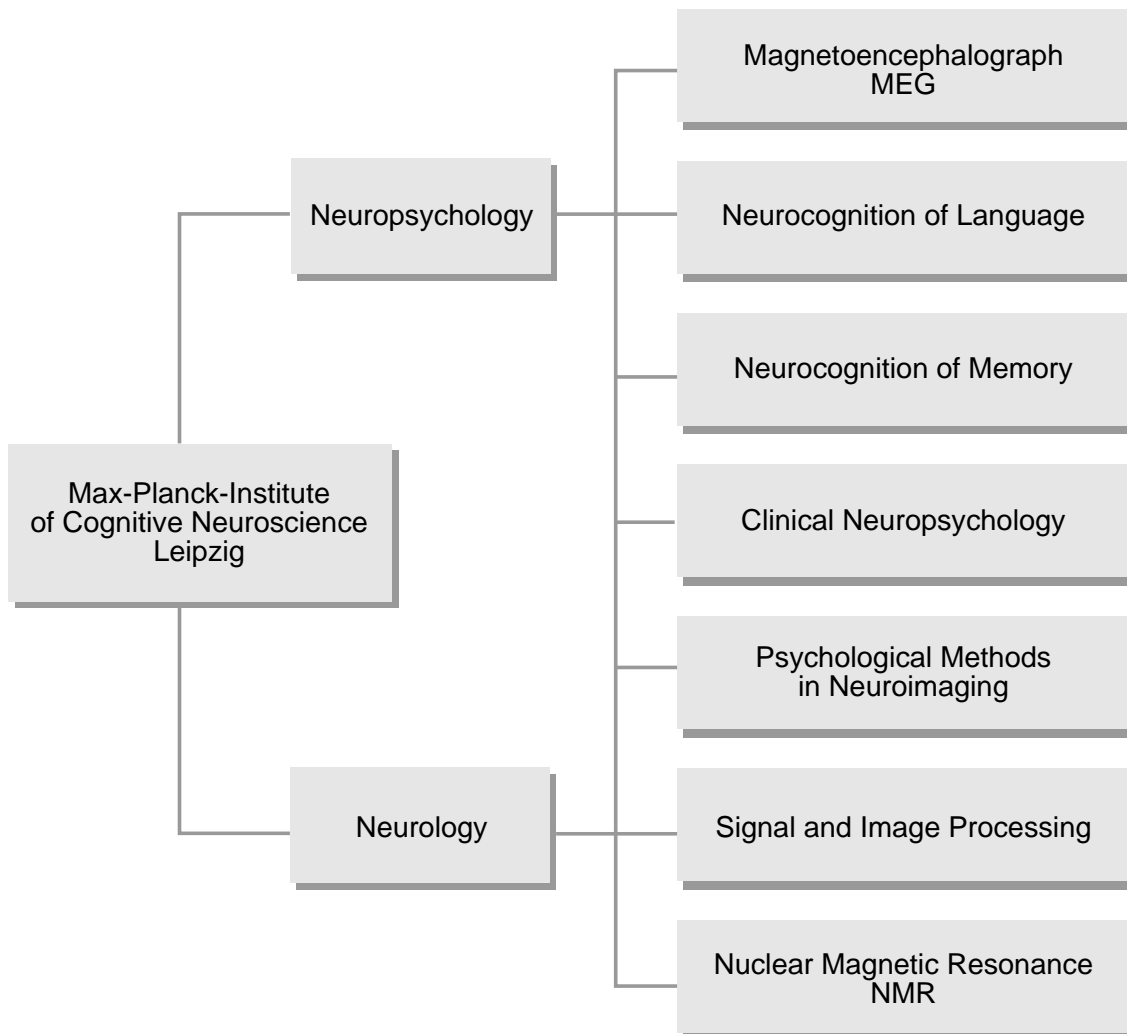 Magnetoencephalograph
MEG
Neuropsychology
Neurocognition of Language
Neurocognition of Memory
Max-Planck-Institute
of Cognitive Neuroscience
Leipzig
Clinical Neuropsychology
Psychological Methods
in Neuroimaging
Neurology
Signal and Image Processing
Nuclear Magnetic Resonance
NMR